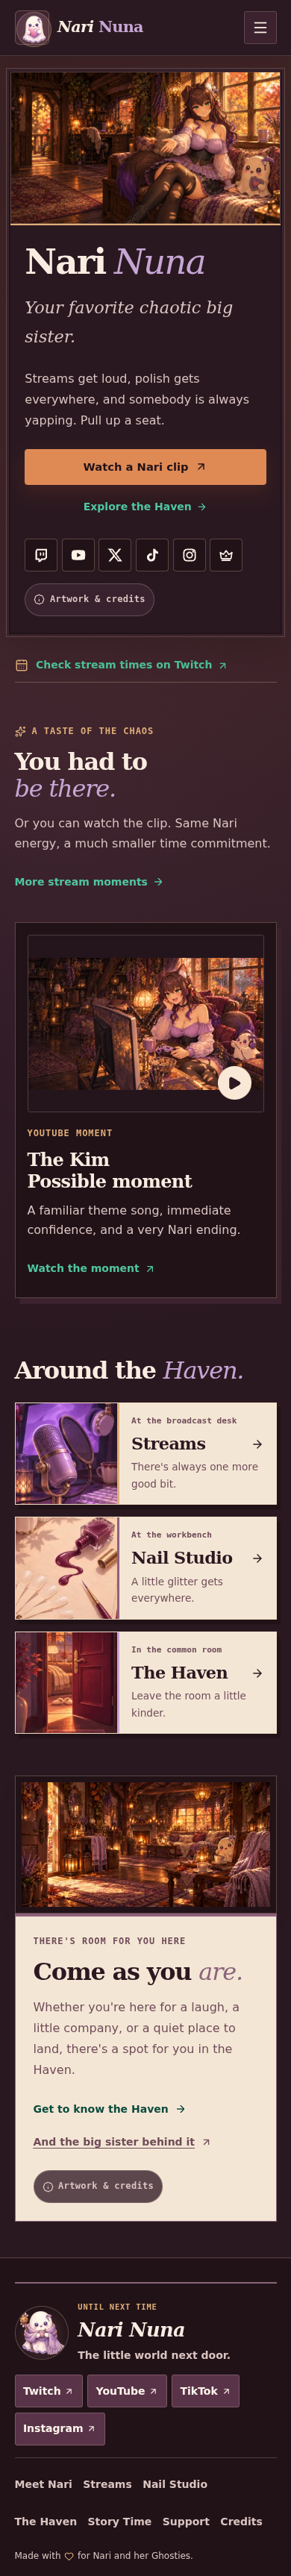 Nari Nuna
Nari Nuna
Your favorite chaotic big
sister.
Streams get loud, polish gets
everywhere, and somebody is always
yapping. Pull up a seat.
Watch a Nari clip
Explore the Haven
Artwork & credits
Check stream times on Twitch
A TASTE OF THE CHAOS
You had to
be there.
Or you can watch the clip. Same Nari
energy, a much smaller time commitment.
More stream moments
YOUTUBE MOMENT
The Kim
Possible moment
A familiar theme song, immediate
confidence, and a very Nari ending.
Watch the moment
Around the Haven.
At the broadcast desk
Streams
There's always one more
good bit.
At the workbench
Nail Studio
A little glitter gets
everywhere.
In the common room
The Haven
Leave the room a little
kinder.
THERE'S ROOM FOR YOU HERE
Come as you are.
Whether you're here for a laugh, a
little company, or a quiet place to
land, there's a spot for you in the
Haven.
Get to know the Haven
And the big sister behind it
Artwork & credits
UNTIL NEXT TIME
Nari Nuna
The little world next door.
Twitch YouTube TikTok
Instagram
Meet Nari Streams Nail Studio
The Haven Story Time Support Credits
Made with for Nari and her Ghosties.